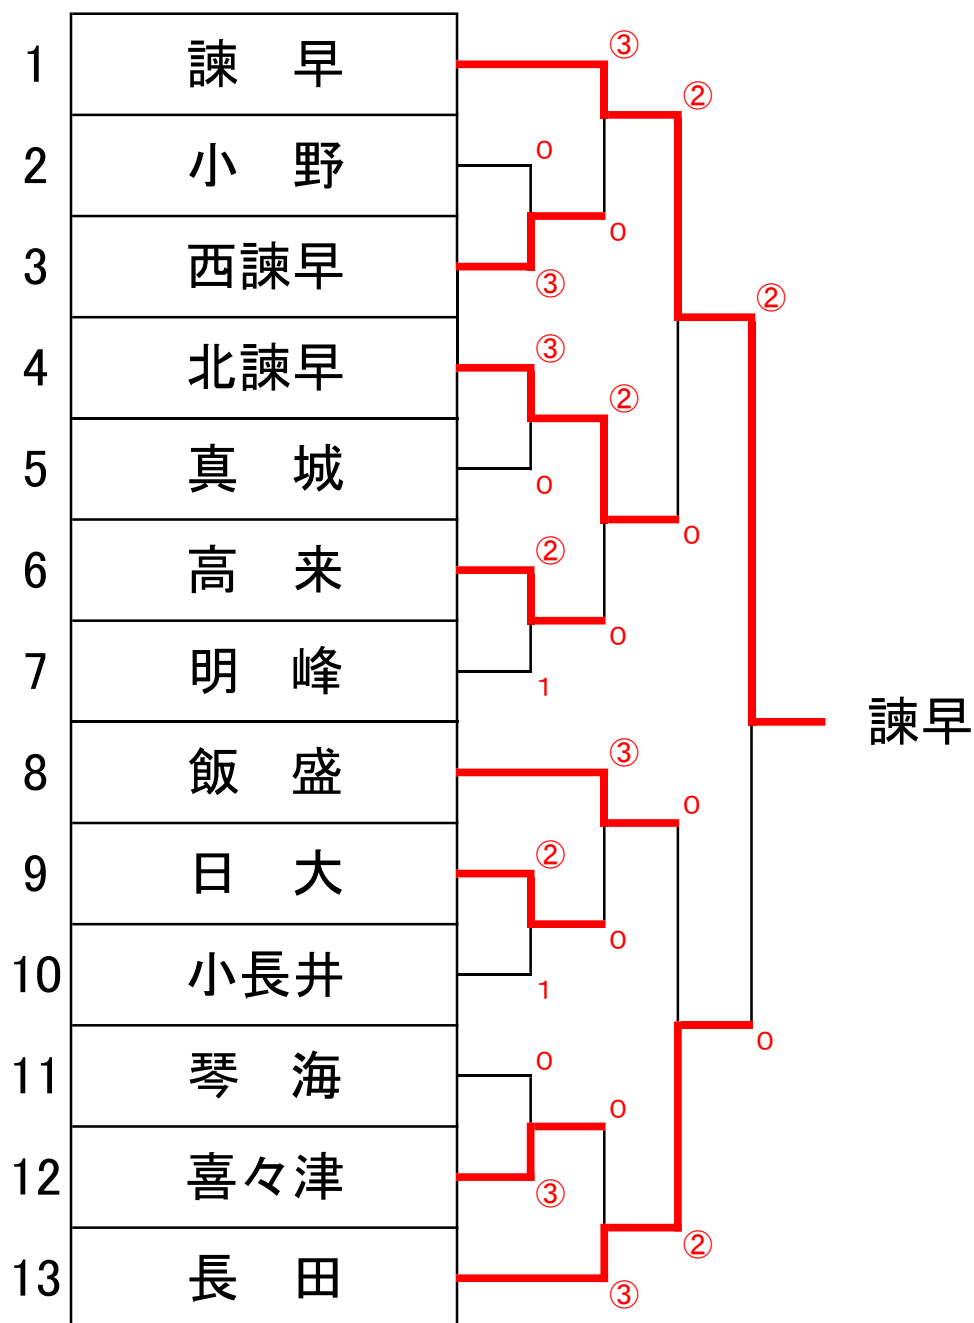 ③
1 諫 早
②
2 小 野
0
0
3 西諫早
③
②
③
4 北諫早
②
5 真 城
0
0
②
6 高 来
0
7 明 峰
1
諫早
③
8 飯 盛
0
②
9 日 大
0
10 小長井
1
0
0
11 琴 海
0
12 喜々津
③
②
13 長 田
③